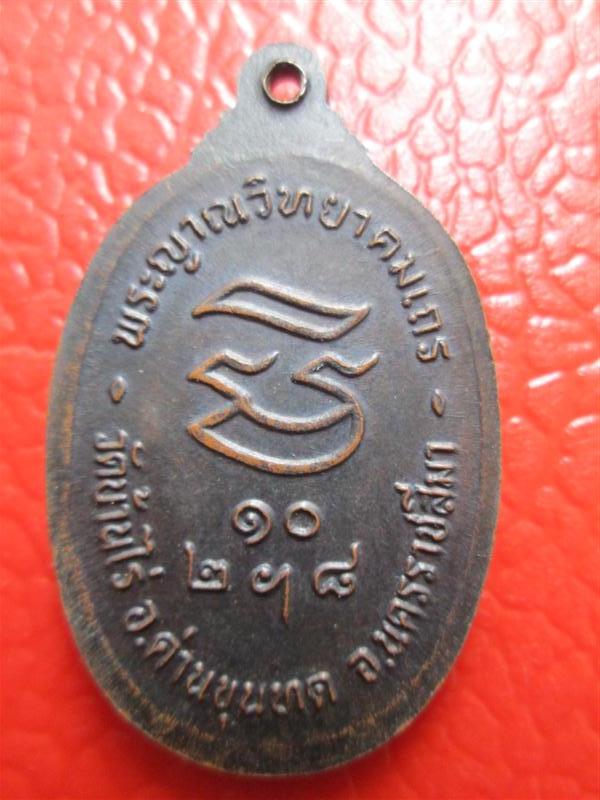 พระญาณวิทยาคมเถร
๑๐
๒ ฯ ๘
วัดบ้านไร่ อ.ด่านขุนทด จ.นครราชสีมา